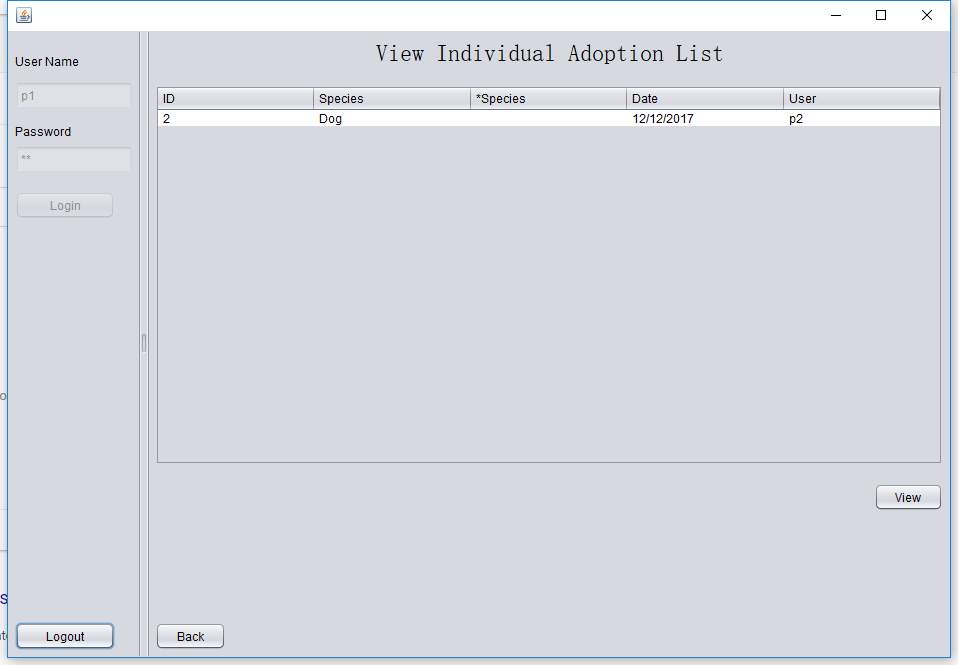 View Individual Adoption List
User Name
p1
Password
**
Login
Logout
ID Species *Species Date User
2 Dog 12/12/2017 p2
View
Back